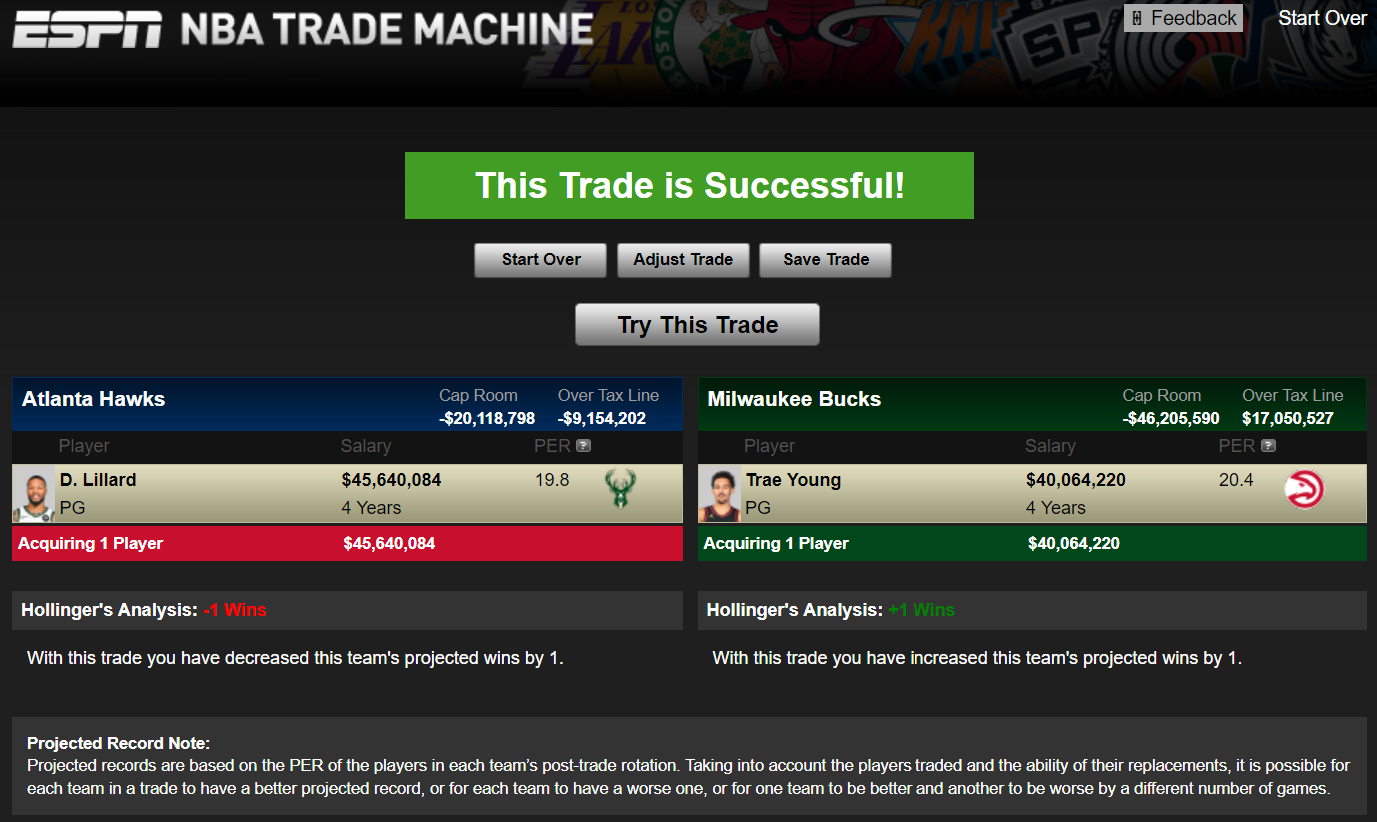 ESPN NBA TRADE MACHINE
Feedback
Start Over
This Trade is Successful!
Start Over
Adjust Trade
Save Trade
Try This Trade
Atlanta Hawks
Cap Room
Over Tax Line
-$20,118,798
-$9,154,202
Player
Salary
PER ?
D. Lillard
$45,640,084
19.8
PG
4 Years
Acquiring 1 Player
$45,640,084
Hollinger's Analysis: -1 Wins
With this trade you have decreased this team's projected wins by 1.
Milwaukee Bucks
Cap Room
Over Tax Line
-$46,205,590
$17,050,527
Player
Salary
PER ?
Trae Young
$40,064,220
20.4
PG
4 Years
Acquiring 1 Player
$40,064,220
Hollinger's Analysis: +1 Wins
With this trade you have increased this team's projected wins by 1.
Projected Record Note:
Projected records are based on the PER of the players in each team's post-trade rotation. Taking into account the players traded and the ability of their replacements, it is possible for
each team in a trade to have a better projected record, or for each team to have a worse one, or for one team to be better and another to be worse by a different number of games.